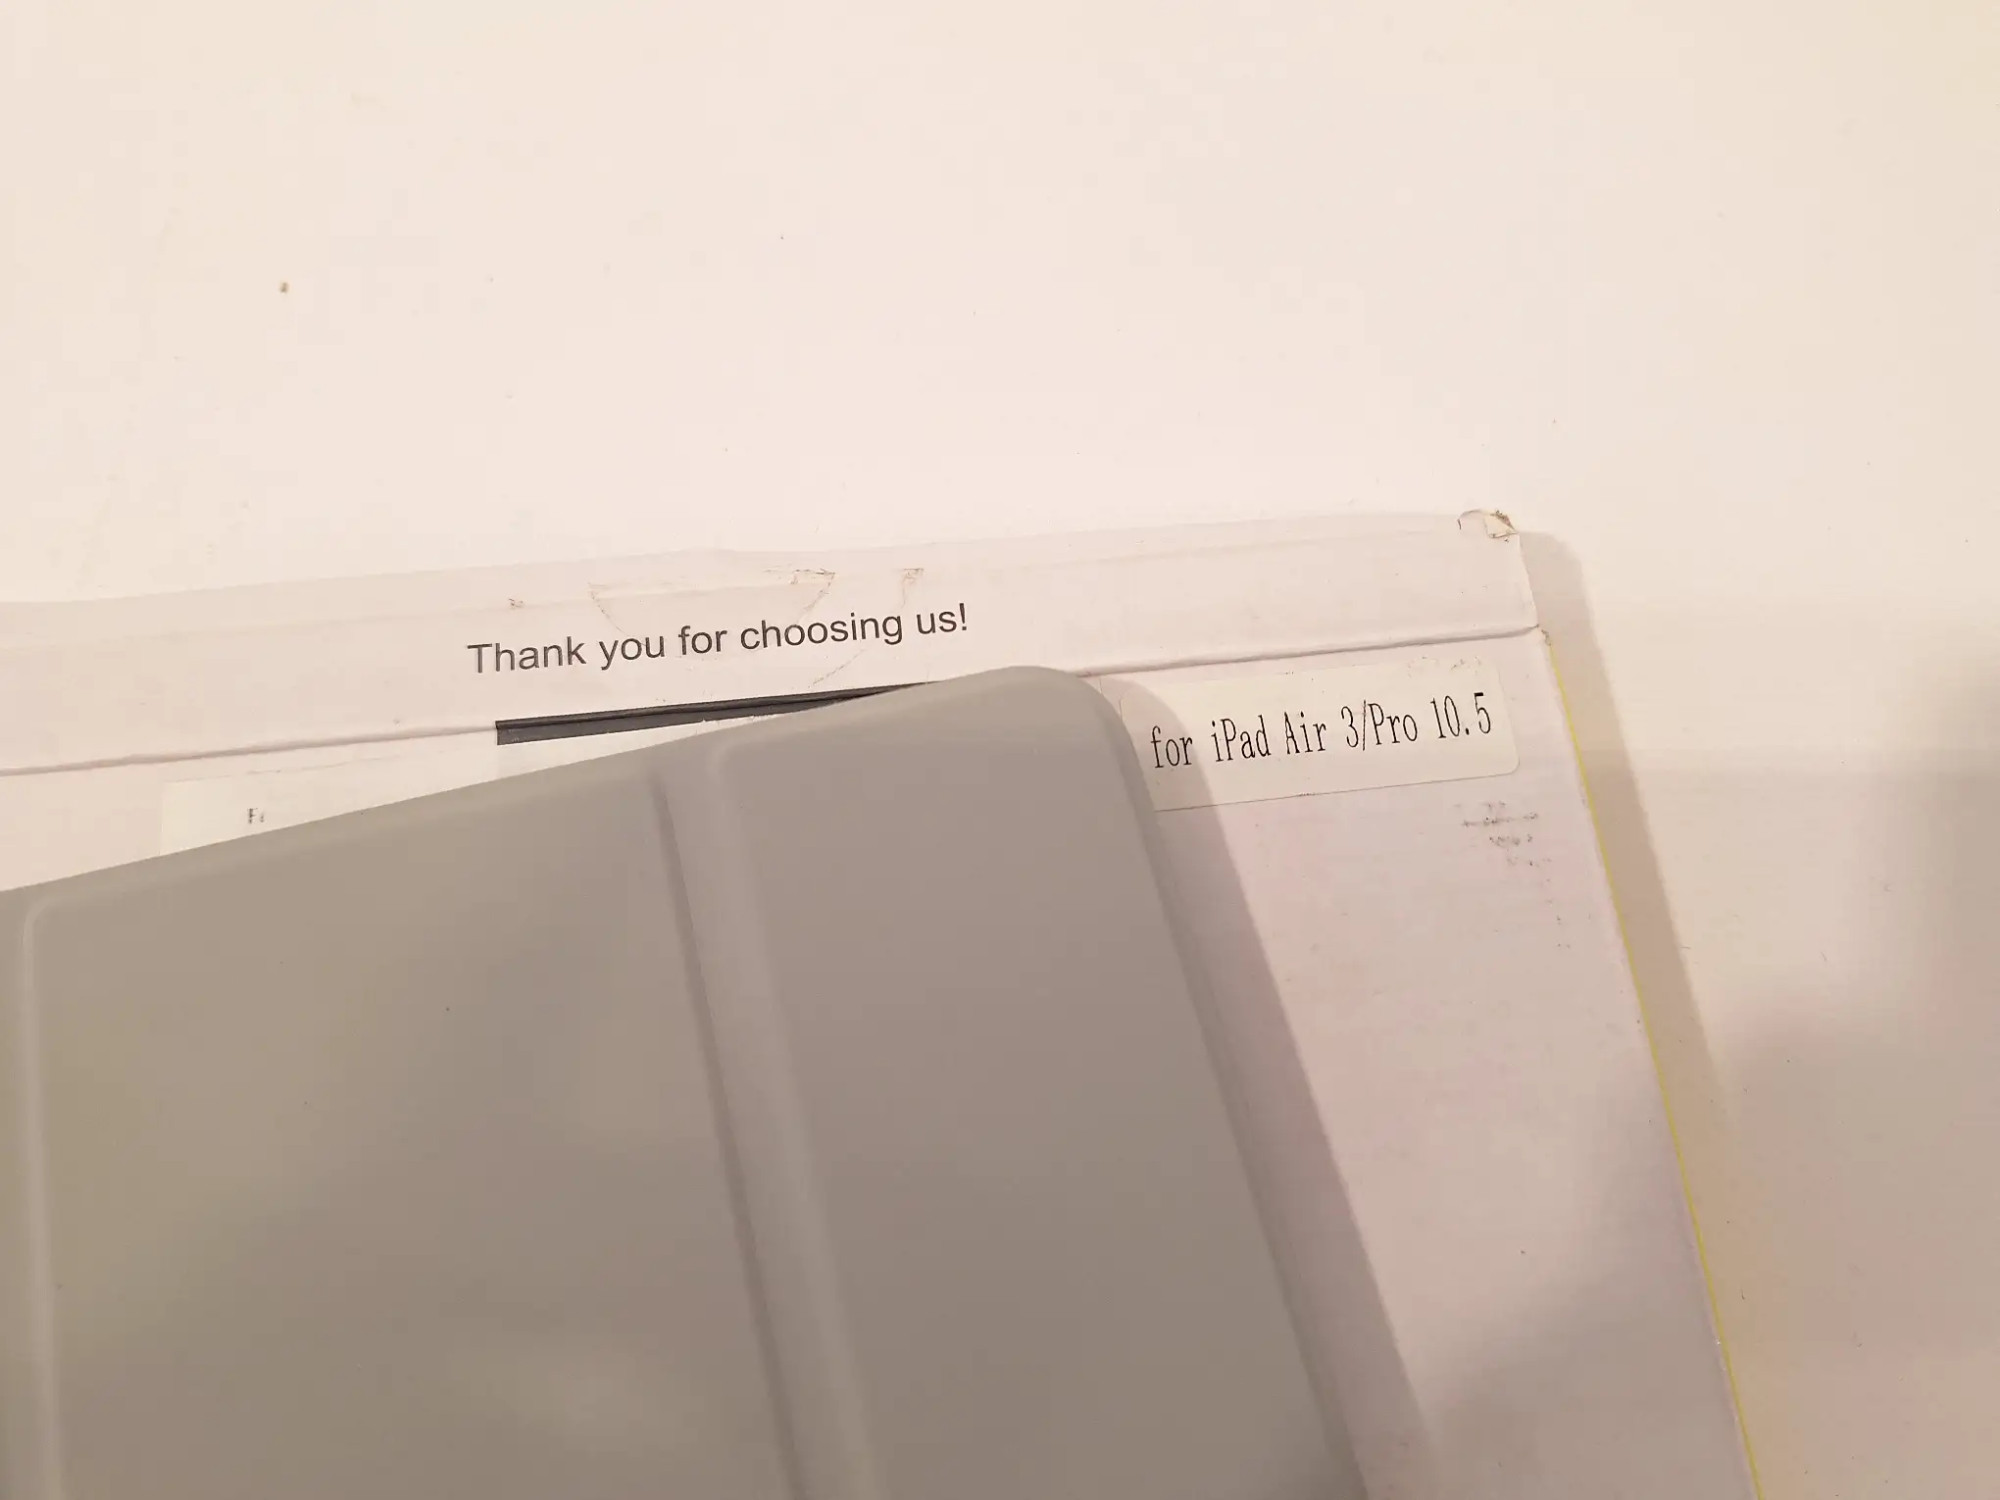 Thank you for choosing us!
for iPad Air 3/Pro 10.5